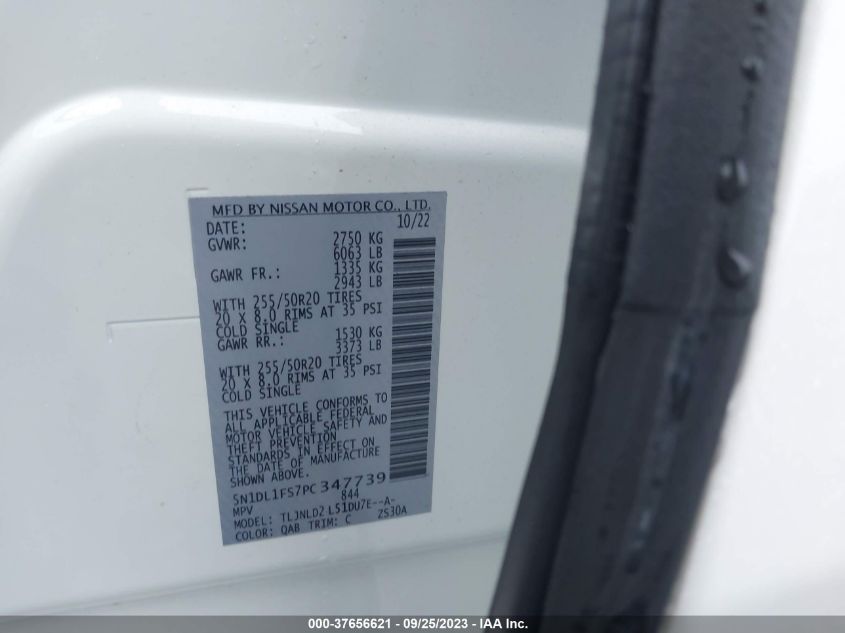 MFD BY NISSAN MOTOR CO., LTD.
DATE: 10/22
GVWR: 2750 KG
6063 LB
GAWR FR.: 1335 KG
2943 LB
WITH 255/50R20 TIRES
20 X 8.0 RIMS AT 35 PSI
COLD SINGLE
GAWR RR.: 1530 KG
3373 LB
WITH 255/50R20 TIRES
20 X 8.0 RIMS AT 35 PSI
COLD SINGLE
THIS VEHICLE CONFORMS TO
ALL APPLICABLE FEDERAL
MOTOR VEHICLE SAFETY AND
THEFT PREVENTION
STANDARDS IN EFFECT ON
THE DATE OF MANUFACTURE
SHOWN ABOVE.
5N1DL1FS7PC347739
MPV 844
MODEL: TLJNLD2 L51DU7E--A-
COLOR: QAB TRIM: C ZS30A
000-37656621 / 09/25/2023 / IAA Inc.